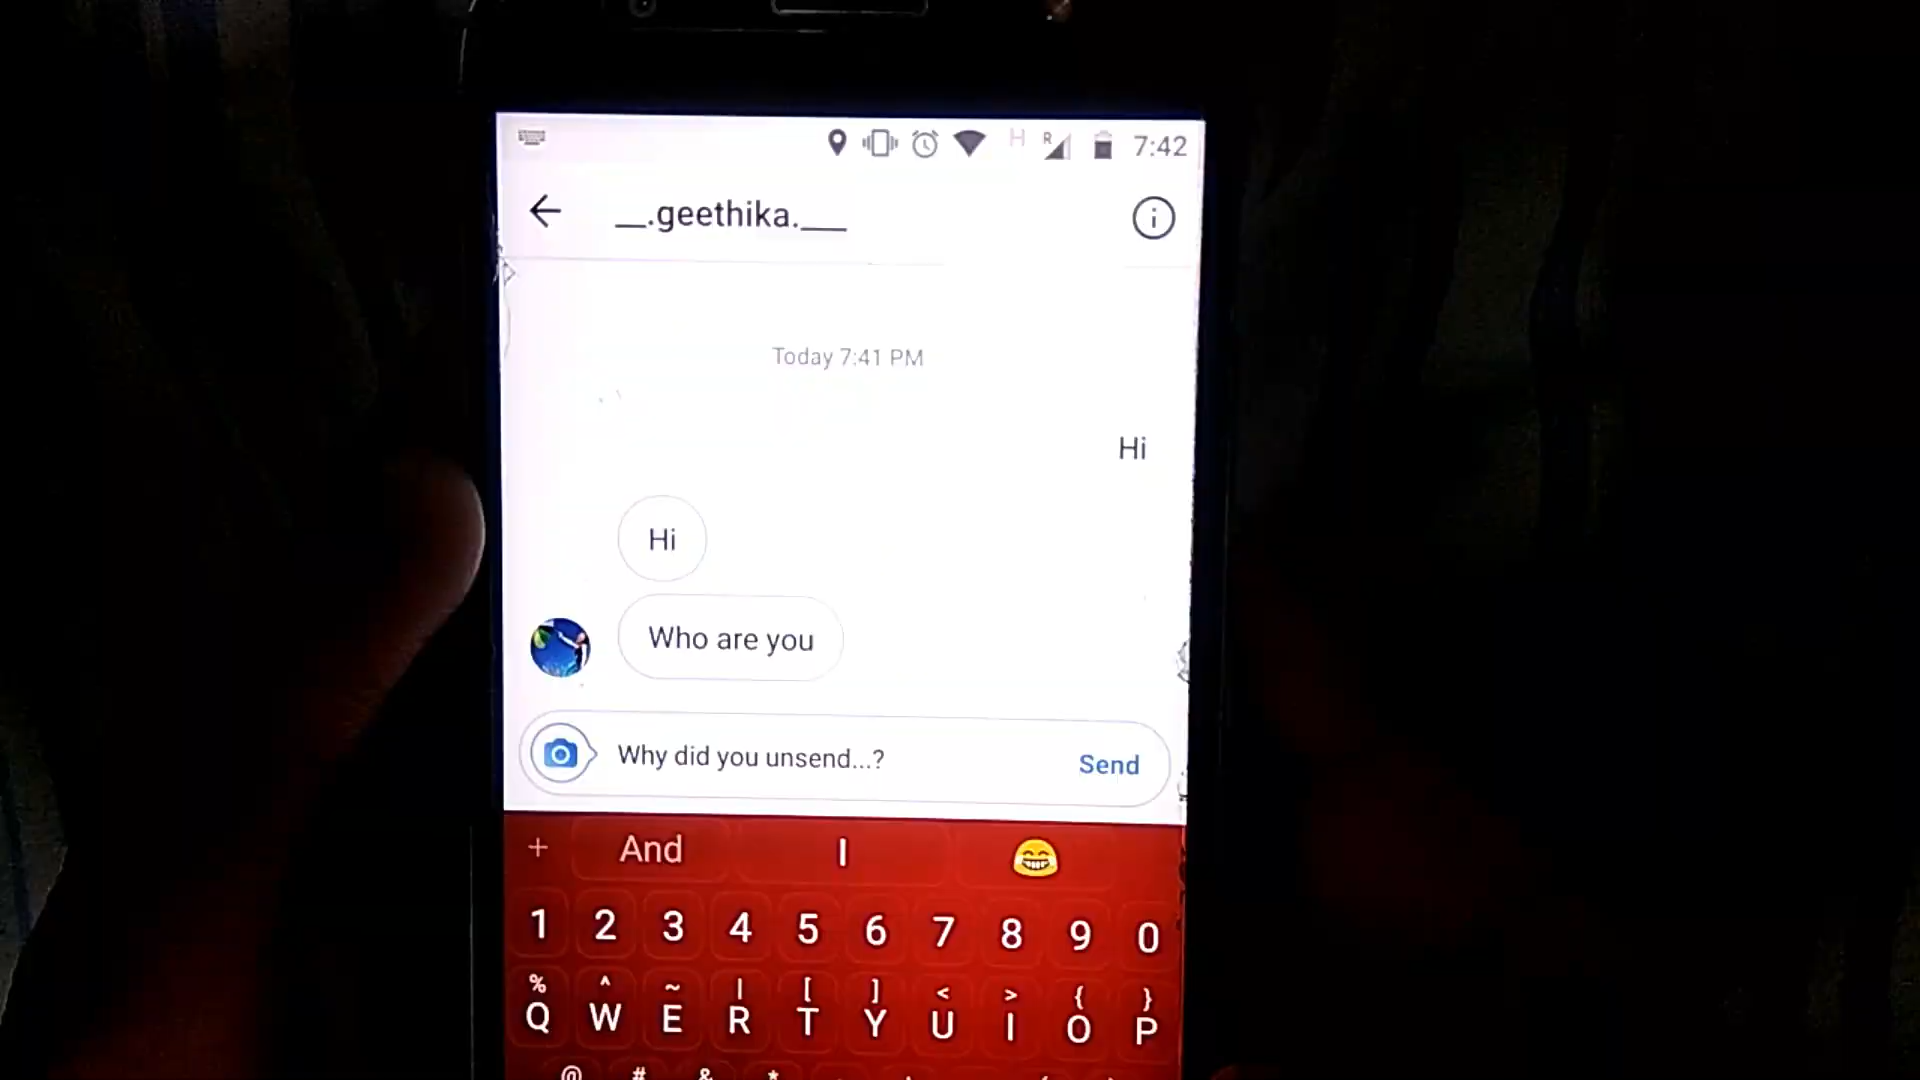 H R 7:42
__.geethika.___
Today 7:41 PM
Hi
Hi
Who are you
Why did you unsend...? Send
+ And I 😂
1 2 3 4 5 6 7 8 9 0
% ^ ~ | [ ] < > { }
Q W E R T Y U I O P
@ # & *